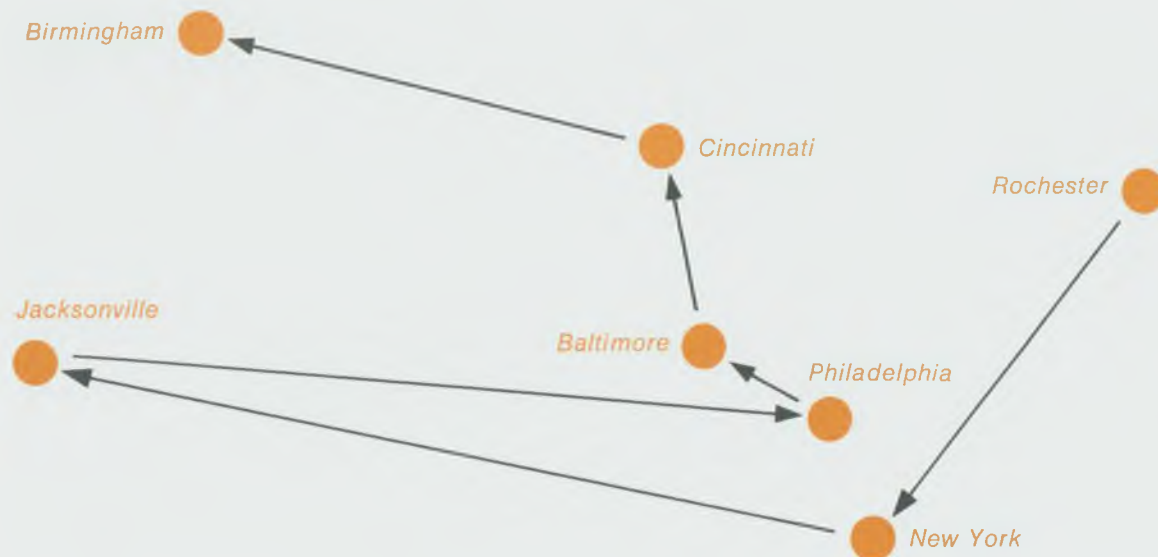 Birmingham
Cincinnati
Rochester
Jacksonville
Baltimore
Philadelphia
New York